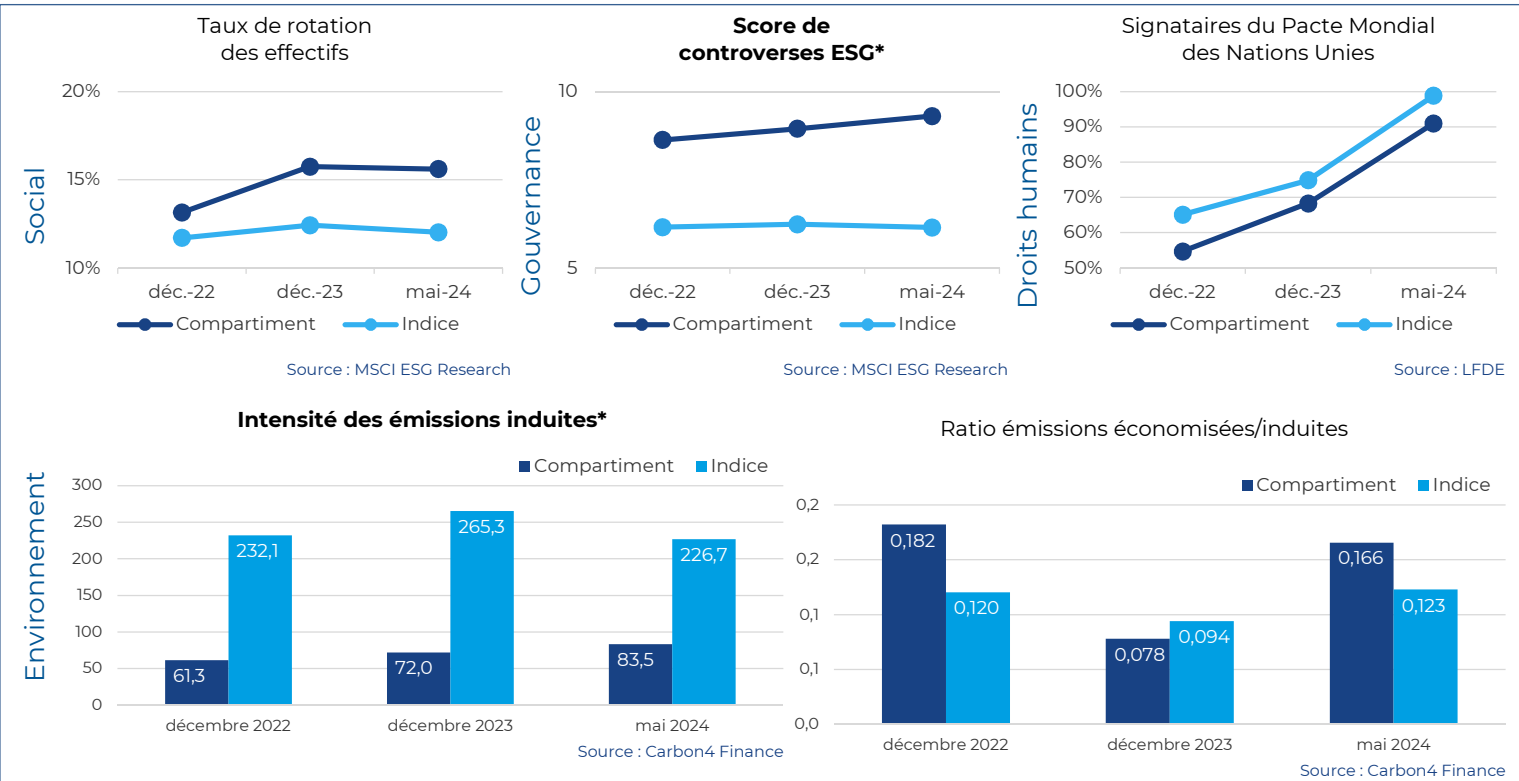 Taux de rotation
des effectifs
Social
20%
15%
10%
déc.-22 déc.-23 mai-24
Compartiment Indice
Source : MSCI ESG Research
Score de
controverses ESG*
Gouvernance
10
5
déc.-22 déc.-23 mai-24
Compartiment Indice
Source : MSCI ESG Research
Signataires du Pacte Mondial
des Nations Unies
Droits humains
100%
90%
80%
70%
60%
50%
déc.-22 déc.-23 mai-24
Compartiment Indice
Source : LFDE
Intensité des émissions induites*
Environnement
Compartiment Indice
300
250
200
150
100
50
0
61,3 232,1
72,0 265,3
83,5 226,7
décembre 2022 décembre 2023 mai 2024
Source : Carbon4 Finance
Ratio émissions économisées/induites
Compartiment Indice
0,2
0,2
0,1
0,1
0,0
0,182 0,120
0,078 0,094
0,166 0,123
décembre 2022 décembre 2023 mai 2024
Source : Carbon4 Finance